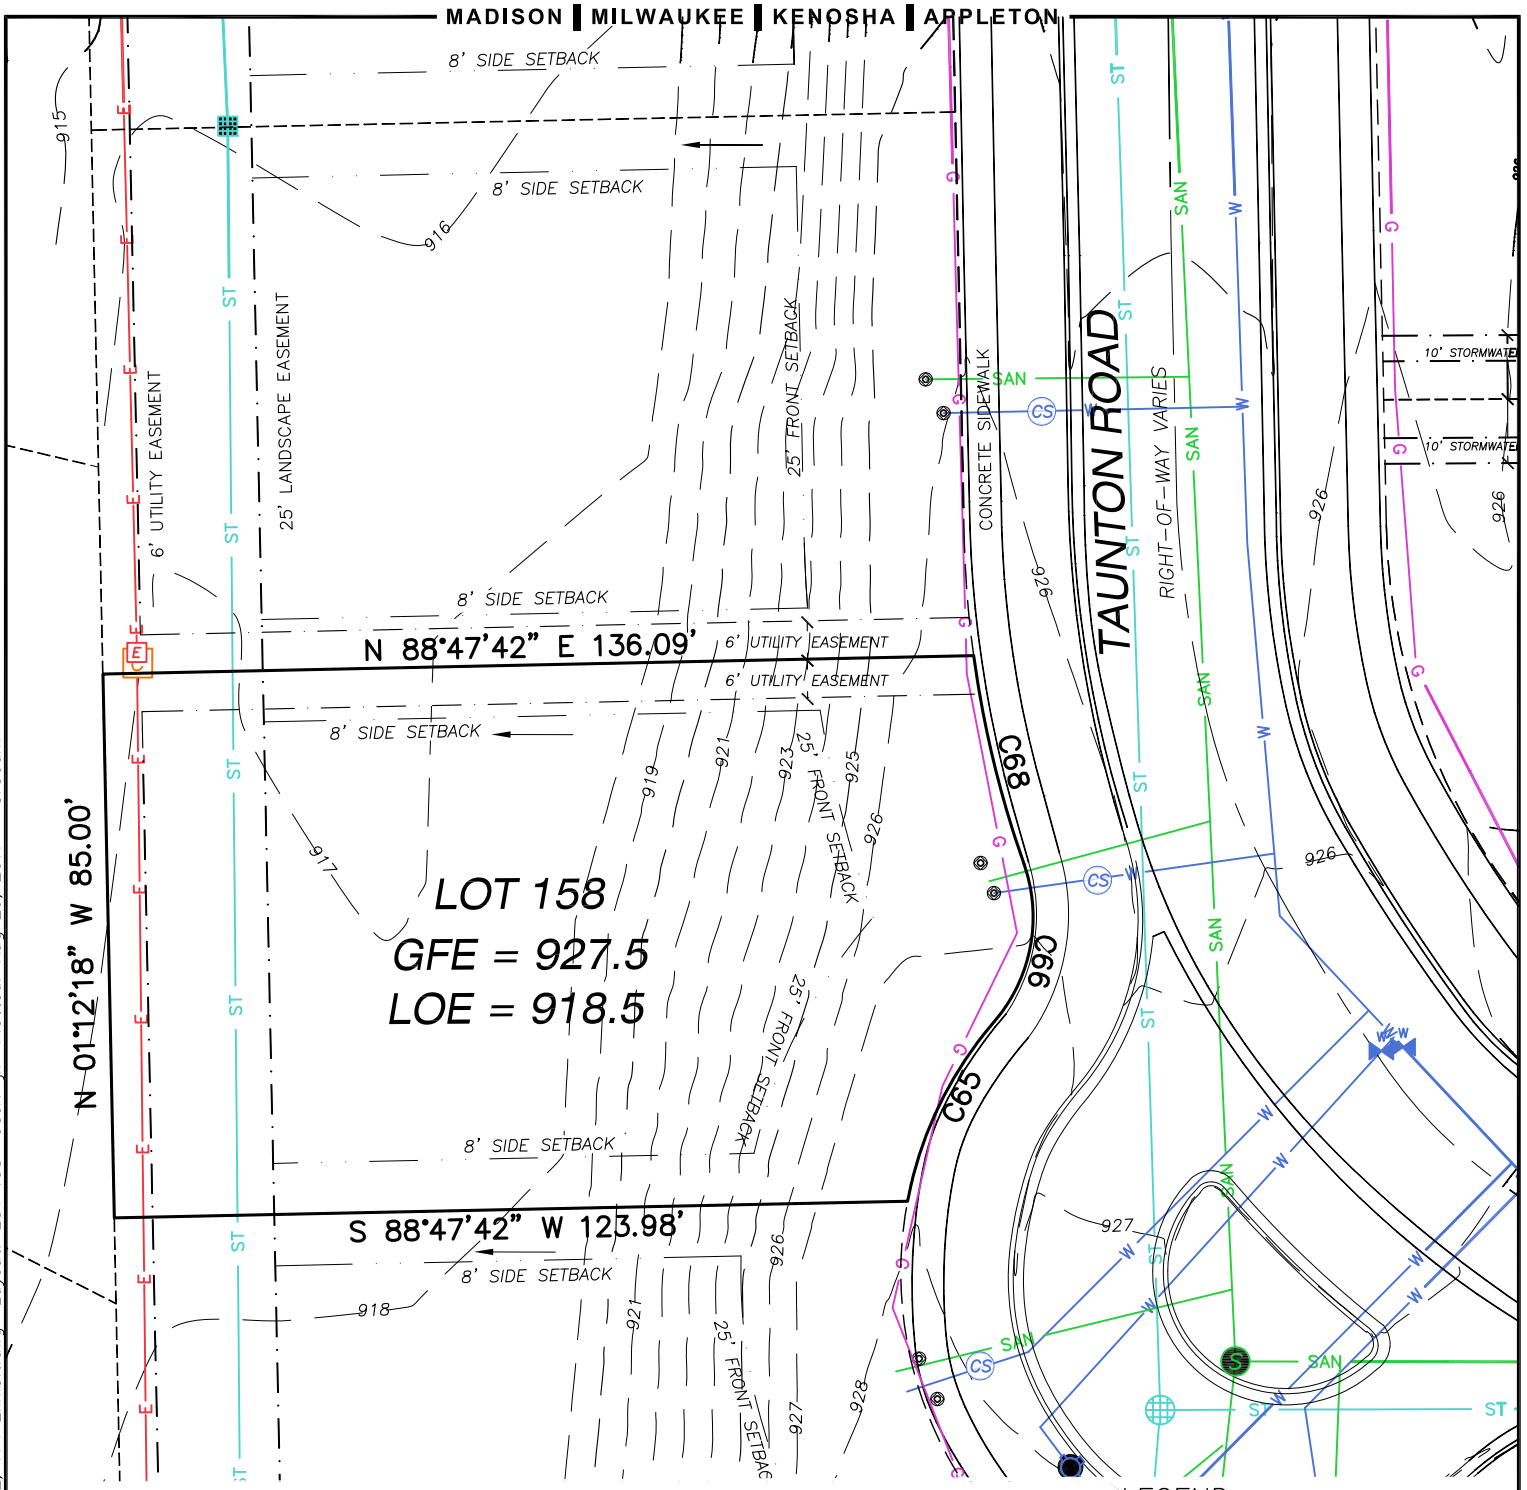 MADISON | MILWAUKEE | KENOSHA | APPLETON
8' SIDE SETBACK
915
8' SIDE SETBACK
916
ST
SAN
W
G
E
6' UTILITY EASEMENT
25' LANDSCAPE EASEMENT
25' FRONT SETBACK
CONCRETE SIDEWALK
SAN
CS
W
TAUNTON ROAD
RIGHT-OF-WAY VARIES
926
926
10' STORMWATE
10' STORMWATE
926
8' SIDE SETBACK
N 88°47'42" E 136.09'
6' UTILITY EASEMENT
6' UTILITY EASEMENT
E
8' SIDE SETBACK
919
921
923
925
926
25' FRONT SETBACK
C68
917
N 01°12'18" W 85.00'
LOT 158
GFE = 927.5
LOE = 918.5
CS
W
926
C66
25' FRONT SETBACK
C65
8' SIDE SETBACK
S 88°47'42" W 123.98'
8' SIDE SETBACK
918
921
926
927
928
25' FRONT SETBAC
927
SAN
CS
S
SAN
ST
ST